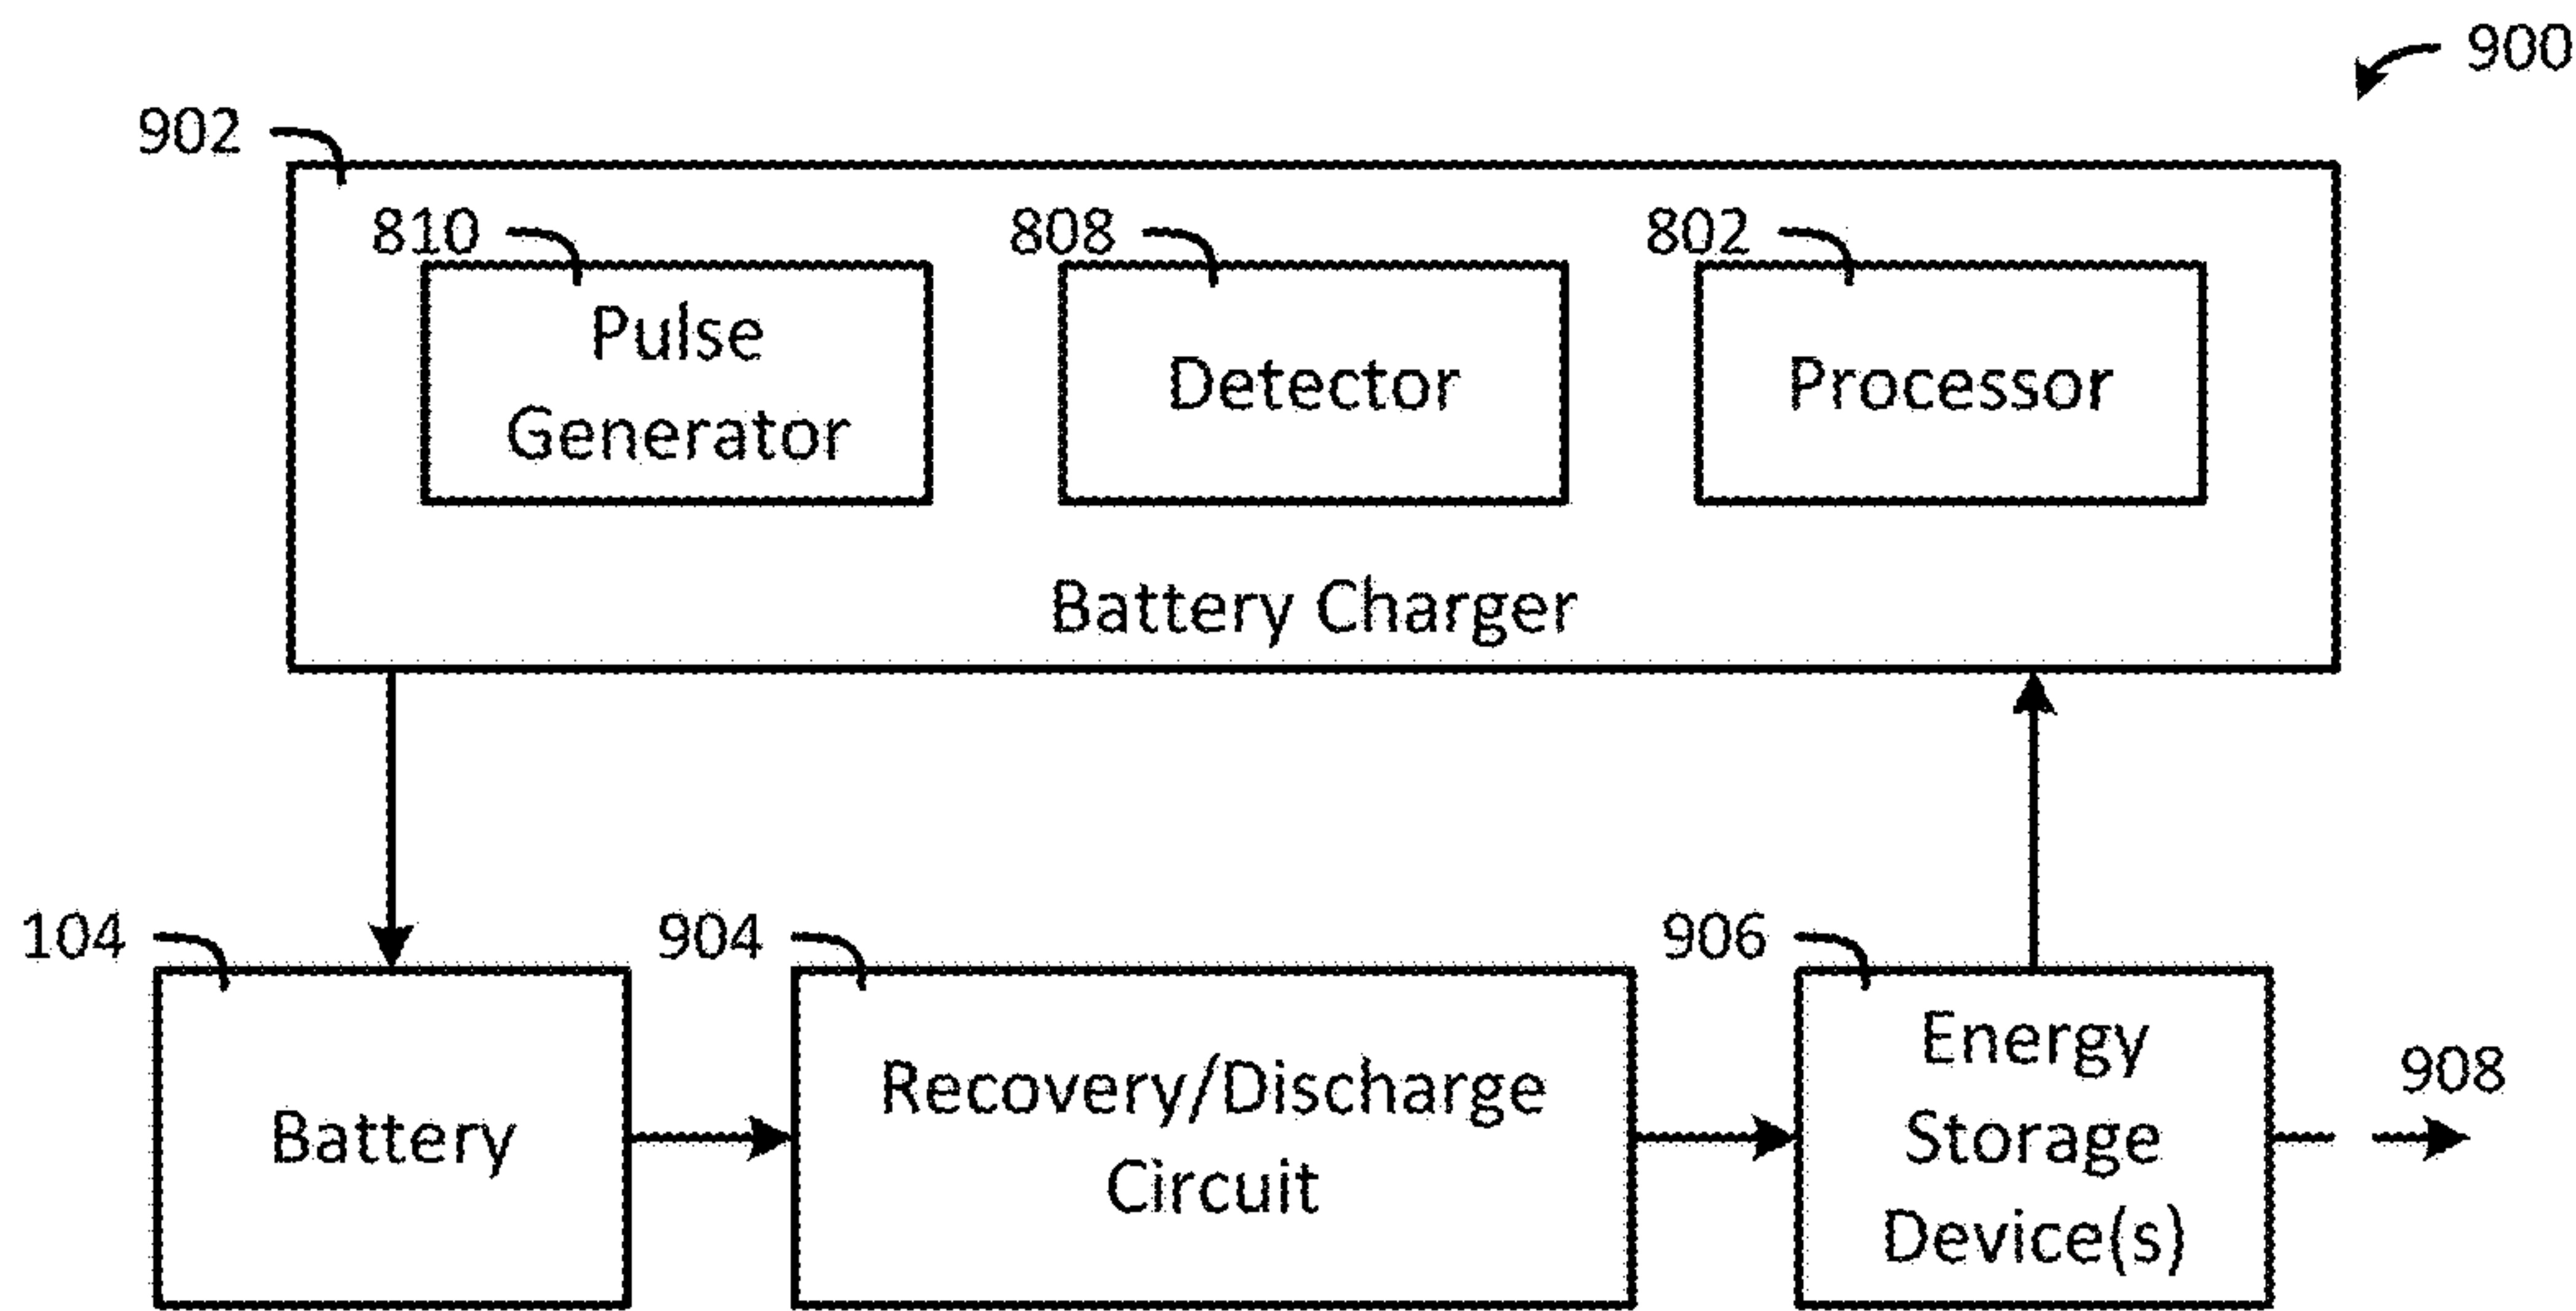 900
902
810
808
802
Pulse
Generator
Detector
Processor
Battery Charger
104
904
906
Battery
Recovery/Discharge
Circuit
Energy
Storage
Device(s)
908